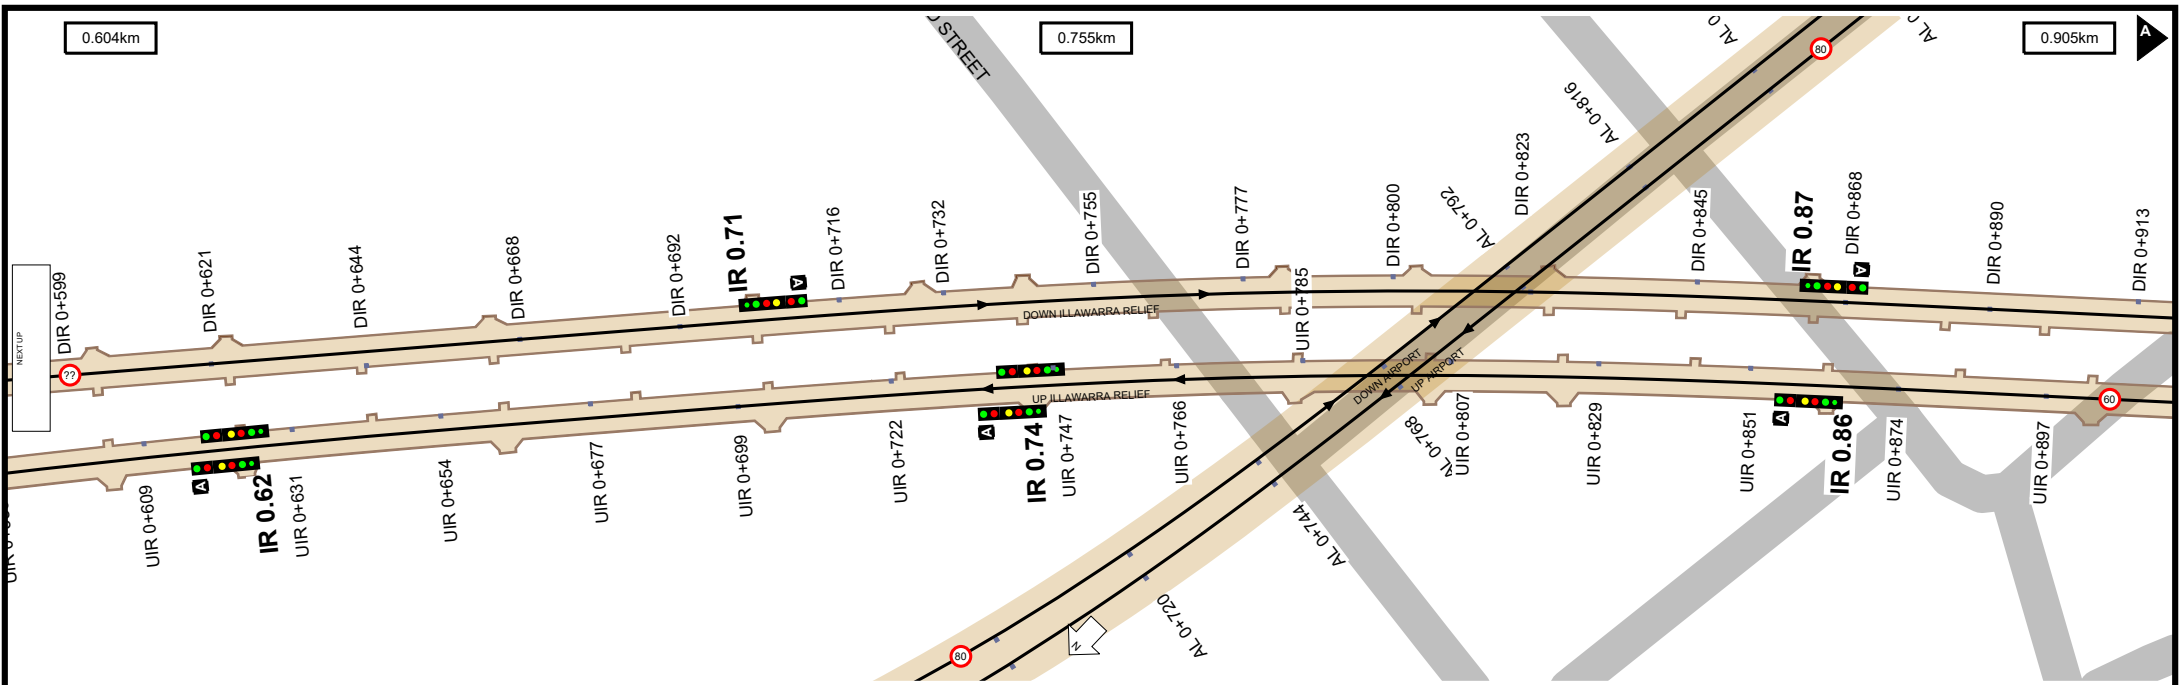 0.604km
0.755km
0.905km
A
STREET
80
AL 0+816
AL 0+792
DIR 0+823
DIR 0+599
DIR 0+621
DIR 0+644
DIR 0+668
DIR 0+692
IR 0.71
A
DIR 0+716
DIR 0+732
DIR 0+755
DIR 0+777
UIR 0+785
DIR 0+800
DIR 0+845
IR 0.87
DIR 0+868
A
DIR 0+890
DIR 0+913
NEXT UP
??
DOWN ILLAWARRA RELIEF
UP ILLAWARRA RELIEF
DOWN AIRPORT
UP AIRPORT
60
UIR 0+609
A
IR 0.62
UIR 0+631
UIR 0+654
UIR 0+677
UIR 0+699
UIR 0+722
A
IR 0.74
UIR 0+747
UIR 0+766
AL 0+768
UIR 0+807
UIR 0+829
UIR 0+851
A
IR 0.86
UIR 0+874
UIR 0+897
AL 0+744
AL 0+720
N
80